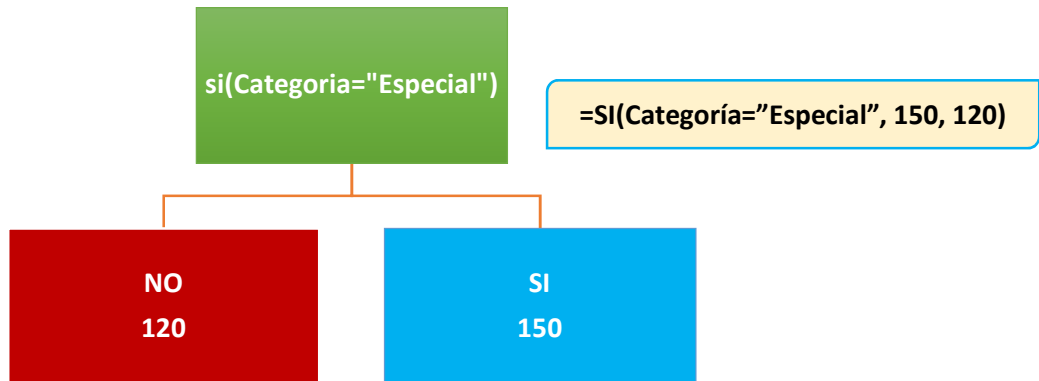 si(Categoria="Especial")
=SI(Categoría=”Especial”, 150, 120)
NO
120
SI
150